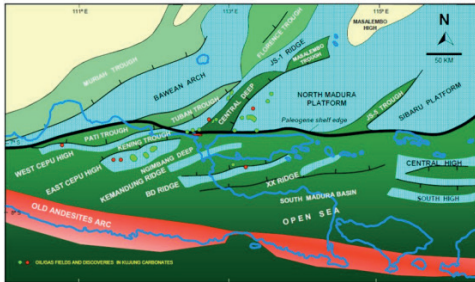 111°E
113°E
115°E
MURIAH TROUGH
FLORENCE TROUGH
MASALEMBO
HIGH
N
50 KM
JS-1 RIDGE
MASALEMBO
TROUGH
BAWEAN ARCH
TUBAN TROUGH
CENTRAL DEEP
NORTH MADURA
PLATFORM
JS-5 TROUGH
SIBARU PLATFORM
Paleogene shelf edge
PATI TROUGH
KENING TROUGH
NGIMBANG DEEP
WEST CEPU HIGH
EAST CEPU HIGH
KEMANDUNG RIDGE
BD RIDGE
XX RIDGE
CENTRAL HIGH
SOUTH HIGH
SOUTH MADURA BASIN
OPEN SEA
OLD ANDESITES ARC
OIL/GAS FIELDS AND DISCOVERIES IN KUJUNG CARBONATES